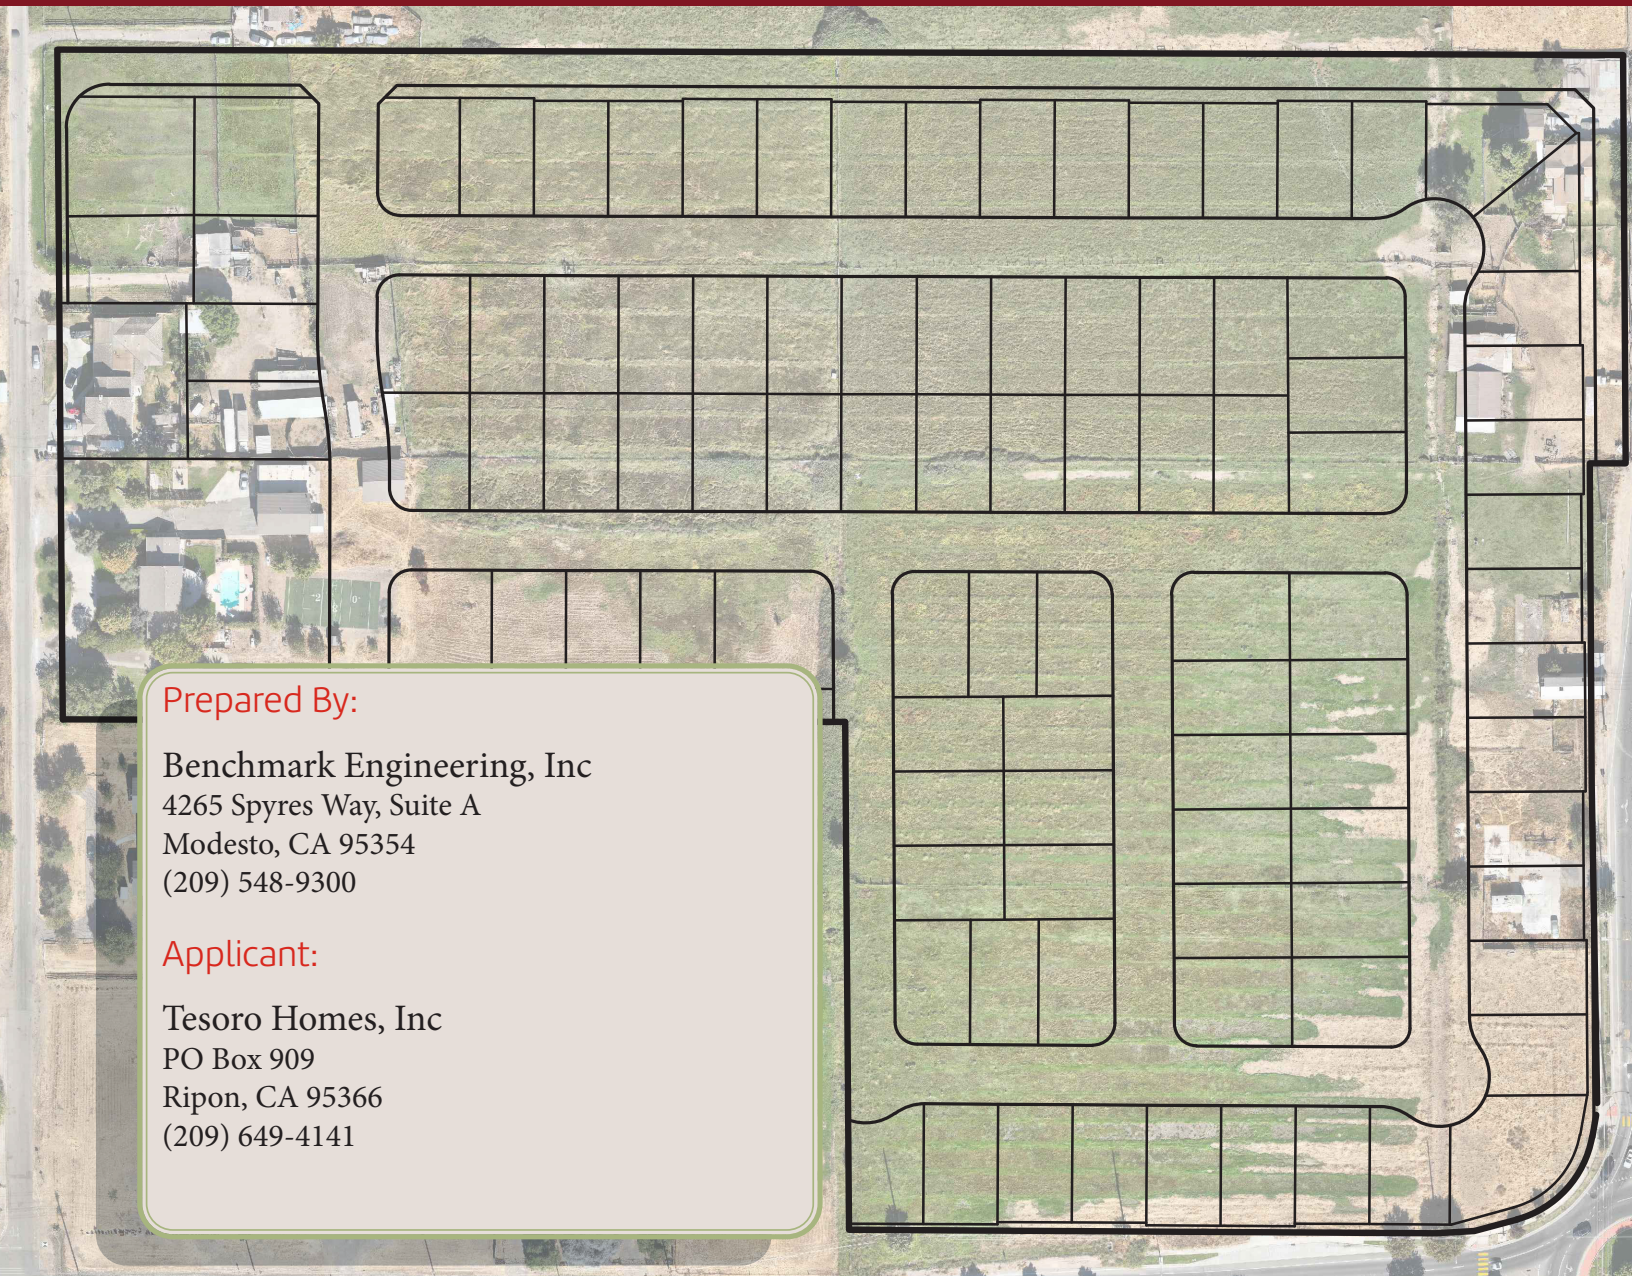 Prepared By:
Benchmark Engineering, Inc
4265 Spyres Way, Suite A
Modesto, CA 95354
(209) 548-9300
Applicant:
Tesoro Homes, Inc
PO Box 909
Ripon, CA 95366
(209) 649-4141